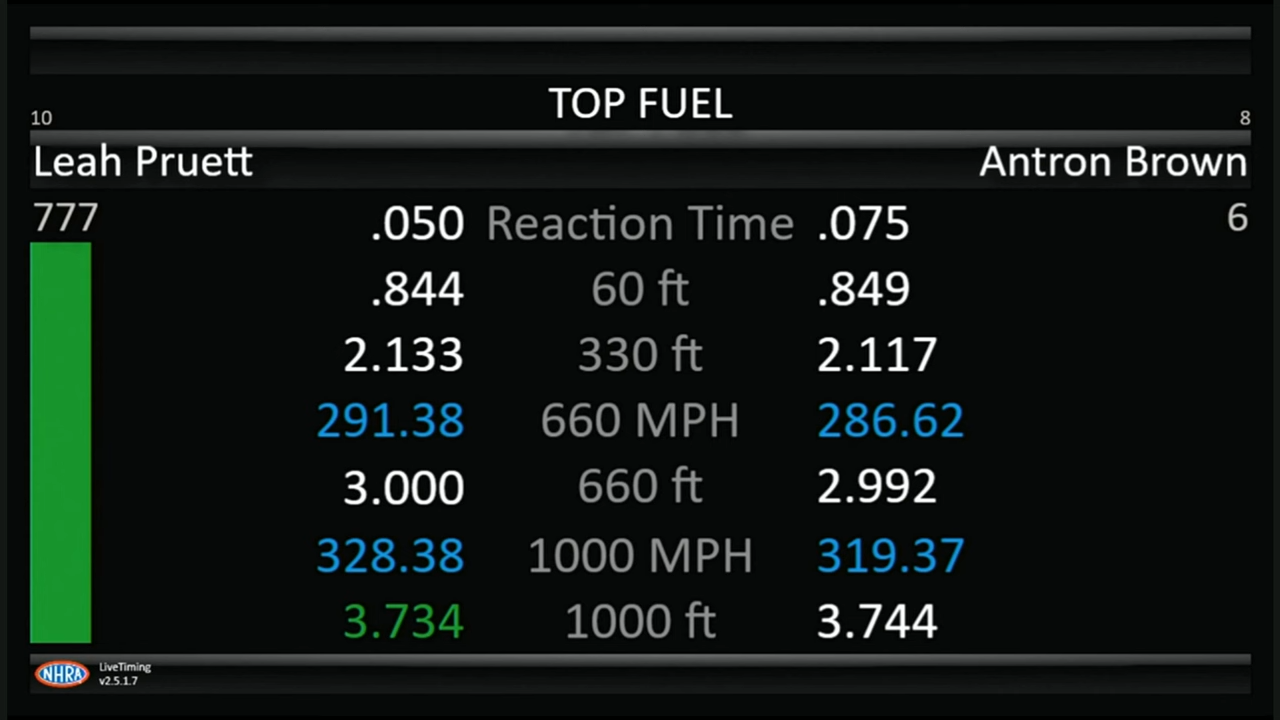 TOP FUEL
10 8
Leah Pruett Antron Brown
777 .050 Reaction Time .075 6
.844 60 ft .849
2.133 330 ft 2.117
291.38 660 MPH 286.62
3.000 660 ft 2.992
328.38 1000 MPH 319.37
3.734 1000 ft 3.744
NHRA LiveTiming
v2.5.1.7